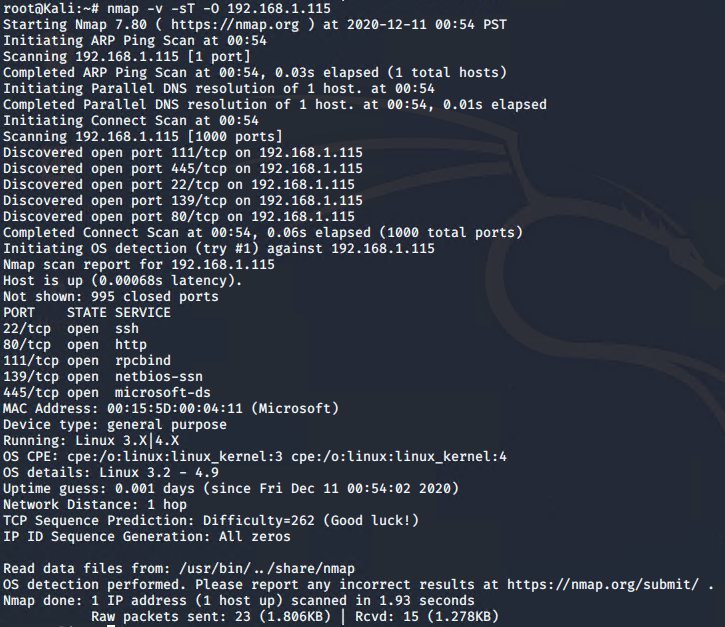 root@Kali:~# nmap -v -sT -O 192.168.1.115
Starting Nmap 7.80 ( https://nmap.org ) at 2020-12-11 00:54 PST
Initiating ARP Ping Scan at 00:54
Scanning 192.168.1.115 [1 port]
Completed ARP Ping Scan at 00:54, 0.03s elapsed (1 total hosts)
Initiating Parallel DNS resolution of 1 host. at 00:54
Completed Parallel DNS resolution of 1 host. at 00:54, 0.01s elapsed
Initiating Connect Scan at 00:54
Scanning 192.168.1.115 [1000 ports]
Discovered open port 111/tcp on 192.168.1.115
Discovered open port 445/tcp on 192.168.1.115
Discovered open port 22/tcp on 192.168.1.115
Discovered open port 139/tcp on 192.168.1.115
Discovered open port 80/tcp on 192.168.1.115
Completed Connect Scan at 00:54, 0.06s elapsed (1000 total ports)
Initiating OS detection (try #1) against 192.168.1.115
Nmap scan report for 192.168.1.115
Host is up (0.00068s latency).
Not shown: 995 closed ports
PORT    STATE SERVICE
22/tcp  open  ssh
80/tcp  open  http
111/tcp open  rpcbind
139/tcp open  netbios-ssn
445/tcp open  microsoft-ds
MAC Address: 00:15:5D:00:04:11 (Microsoft)
Device type: general purpose
Running: Linux 3.X|4.X
OS CPE: cpe:/o:linux:linux_kernel:3 cpe:/o:linux:linux_kernel:4
OS details: Linux 3.2 - 4.9
Uptime guess: 0.001 days (since Fri Dec 11 00:54:02 2020)
Network Distance: 1 hop
TCP Sequence Prediction: Difficulty=262 (Good luck!)
IP ID Sequence Generation: All zeros

Read data files from: /usr/bin/../share/nmap
OS detection performed. Please report any incorrect results at https://nmap.org/submit/ .
Nmap done: 1 IP address (1 host up) scanned in 1.93 seconds
           Raw packets sent: 23 (1.806KB) | Rcvd: 15 (1.278KB)